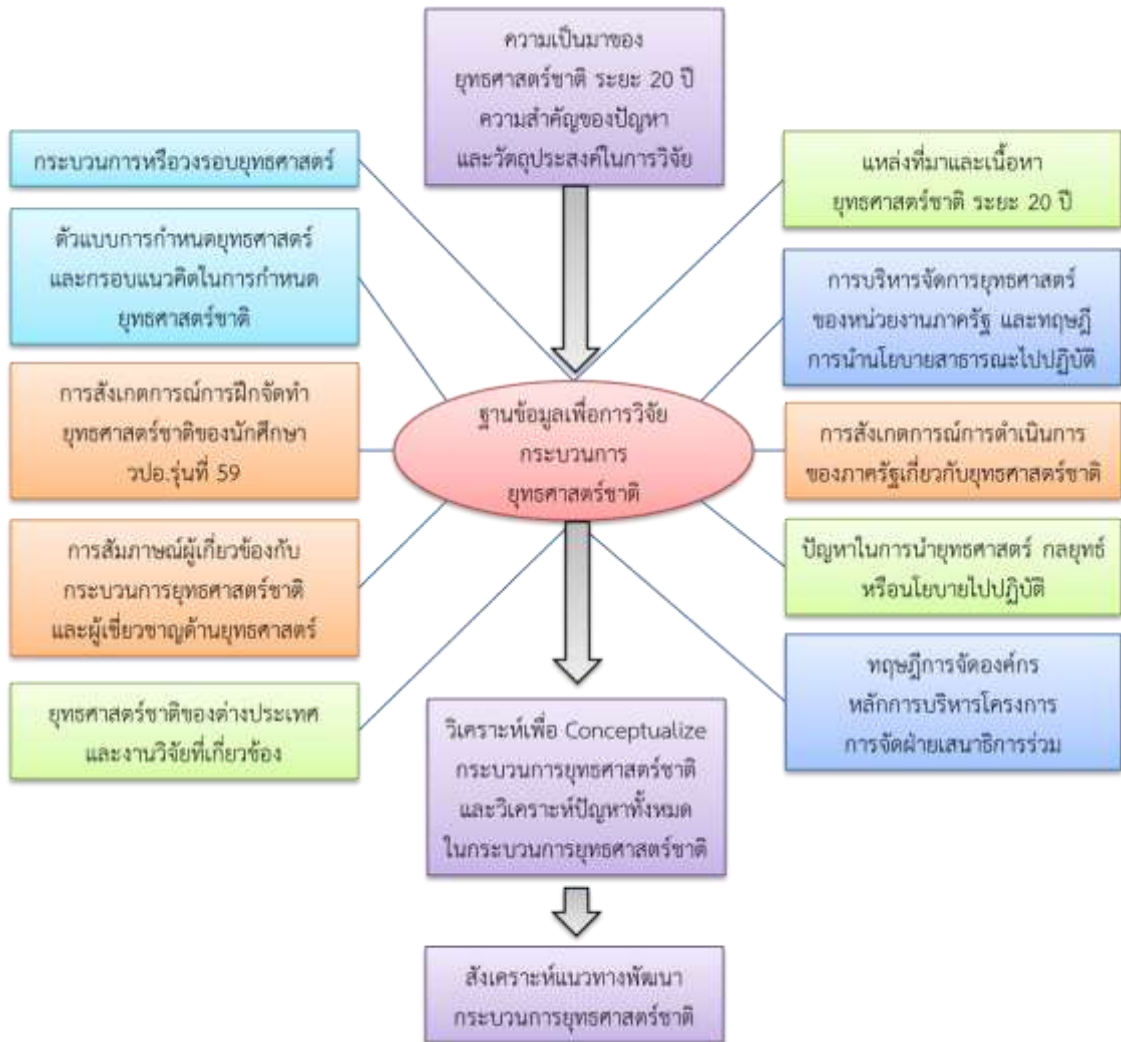 ความเป็นมาของ
ยุทธศาสตร์ชาติ ระยะ 20 ปี
ความสำคัญของปัญหา
และวัตถุประสงค์ในการวิจัย
กระบวนการหรือวงรอบยุทธศาสตร์
ตัวแบบการกำหนดยุทธศาสตร์
และกรอบแนวคิดในการกำหนด
ยุทธศาสตร์ชาติ
การสังเกตการณ์การฝึกจัดทำ
ยุทธศาสตร์ชาติของนักศึกษา
วปอ.รุ่นที่ 59
การสัมภาษณ์ผู้เกี่ยวข้องกับ
กระบวนการยุทธศาสตร์ชาติ
และผู้เชี่ยวชาญด้านยุทธศาสตร์
ยุทธศาสตร์ชาติของต่างประเทศ
และงานวิจัยที่เกี่ยวข้อง
ฐานข้อมูลเพื่อการวิจัย
กระบวนการ
ยุทธศาสตร์ชาติ
แหล่งที่มาและเนื้อหา
ยุทธศาสตร์ชาติ ระยะ 20 ปี
การบริหารจัดการยุทธศาสตร์
ของหน่วยงานภาครัฐ และทฤษฎี
การนำนโยบายสาธารณะไปปฏิบัติ
การสังเกตการณ์การดำเนินการ
ของภาครัฐเกี่ยวกับยุทธศาสตร์ชาติ
ปัญหาในการนำยุทธศาสตร์ กลยุทธ์
หรือนโยบายไปปฏิบัติ
ทฤษฎีการจัดองค์กร
หลักการบริหารโครงการ
การจัดฝ่ายเสนาธิการร่วม
วิเคราะห์เพื่อ Conceptualize
กระบวนการยุทธศาสตร์ชาติ
และวิเคราะห์ปัญหาทั้งหมด
ในกระบวนการยุทธศาสตร์ชาติ
สังเคราะห์แนวทางพัฒนา
กระบวนการยุทธศาสตร์ชาติ